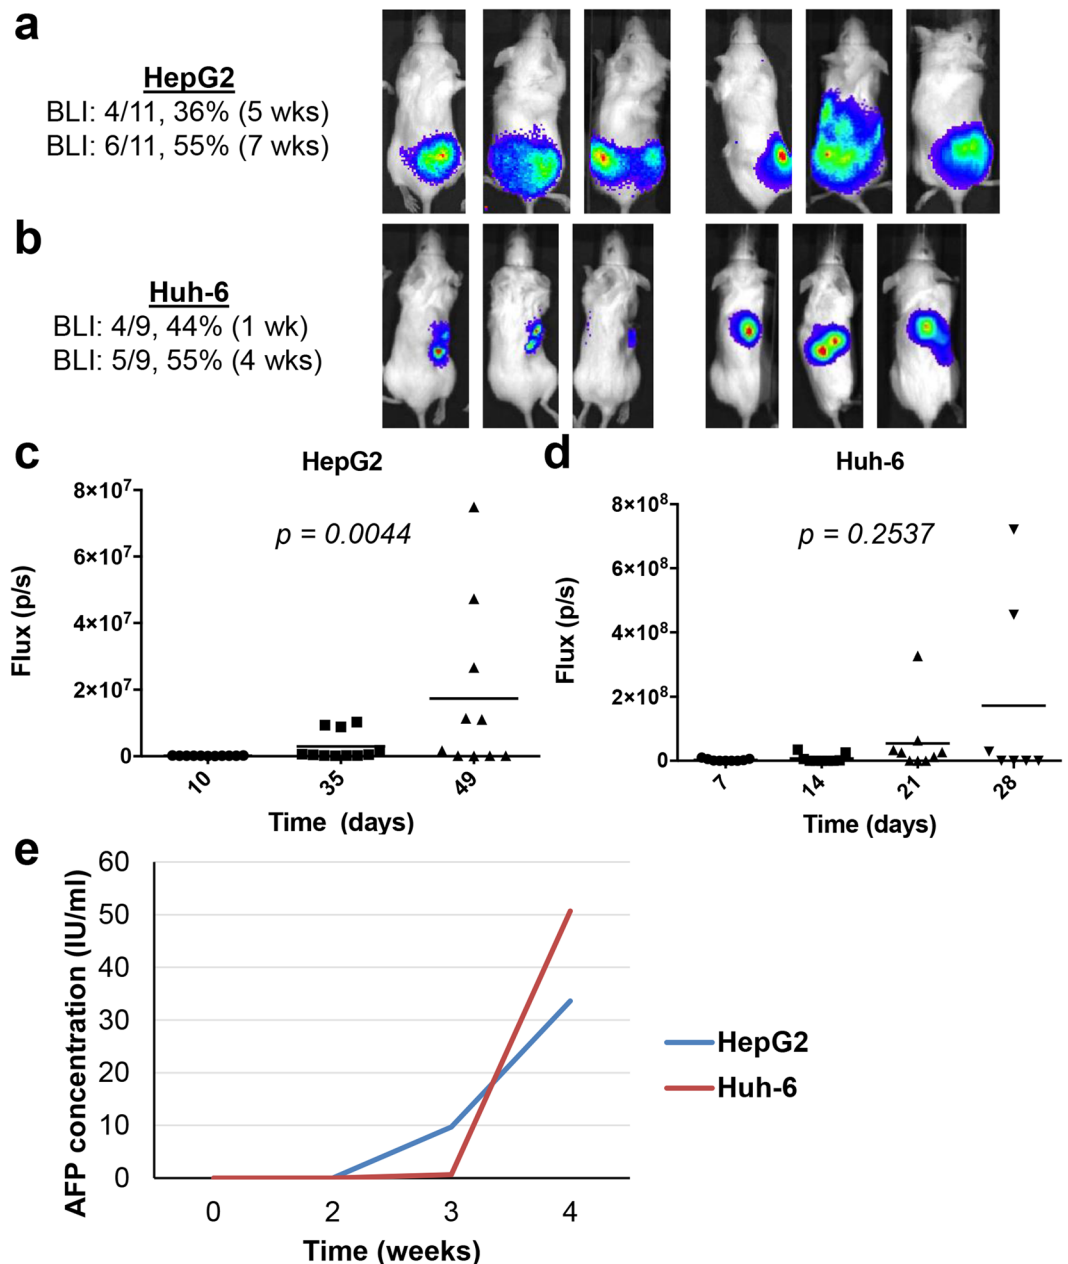 a
HepG2
BLI: 4/11, 36% (5 wks)
BLI: 6/11, 55% (7 wks)
b
Huh-6
BLI: 4/9, 44% (1 wk)
BLI: 5/9, 55% (4 wks)
c
HepG2
8×10⁷
6×10⁷
4×10⁷
2×10⁷
0
Flux (p/s)
p = 0.0044
10
35
49
Time (days)
d
Huh-6
8×10⁸
6×10⁸
4×10⁸
2×10⁸
0
Flux (p/s)
p = 0.2537
7
14
21
28
Time (days)
e
60
50
40
30
20
10
0
AFP concentration (IU/ml)
0 2 3 4
Time (weeks)
HepG2
Huh-6